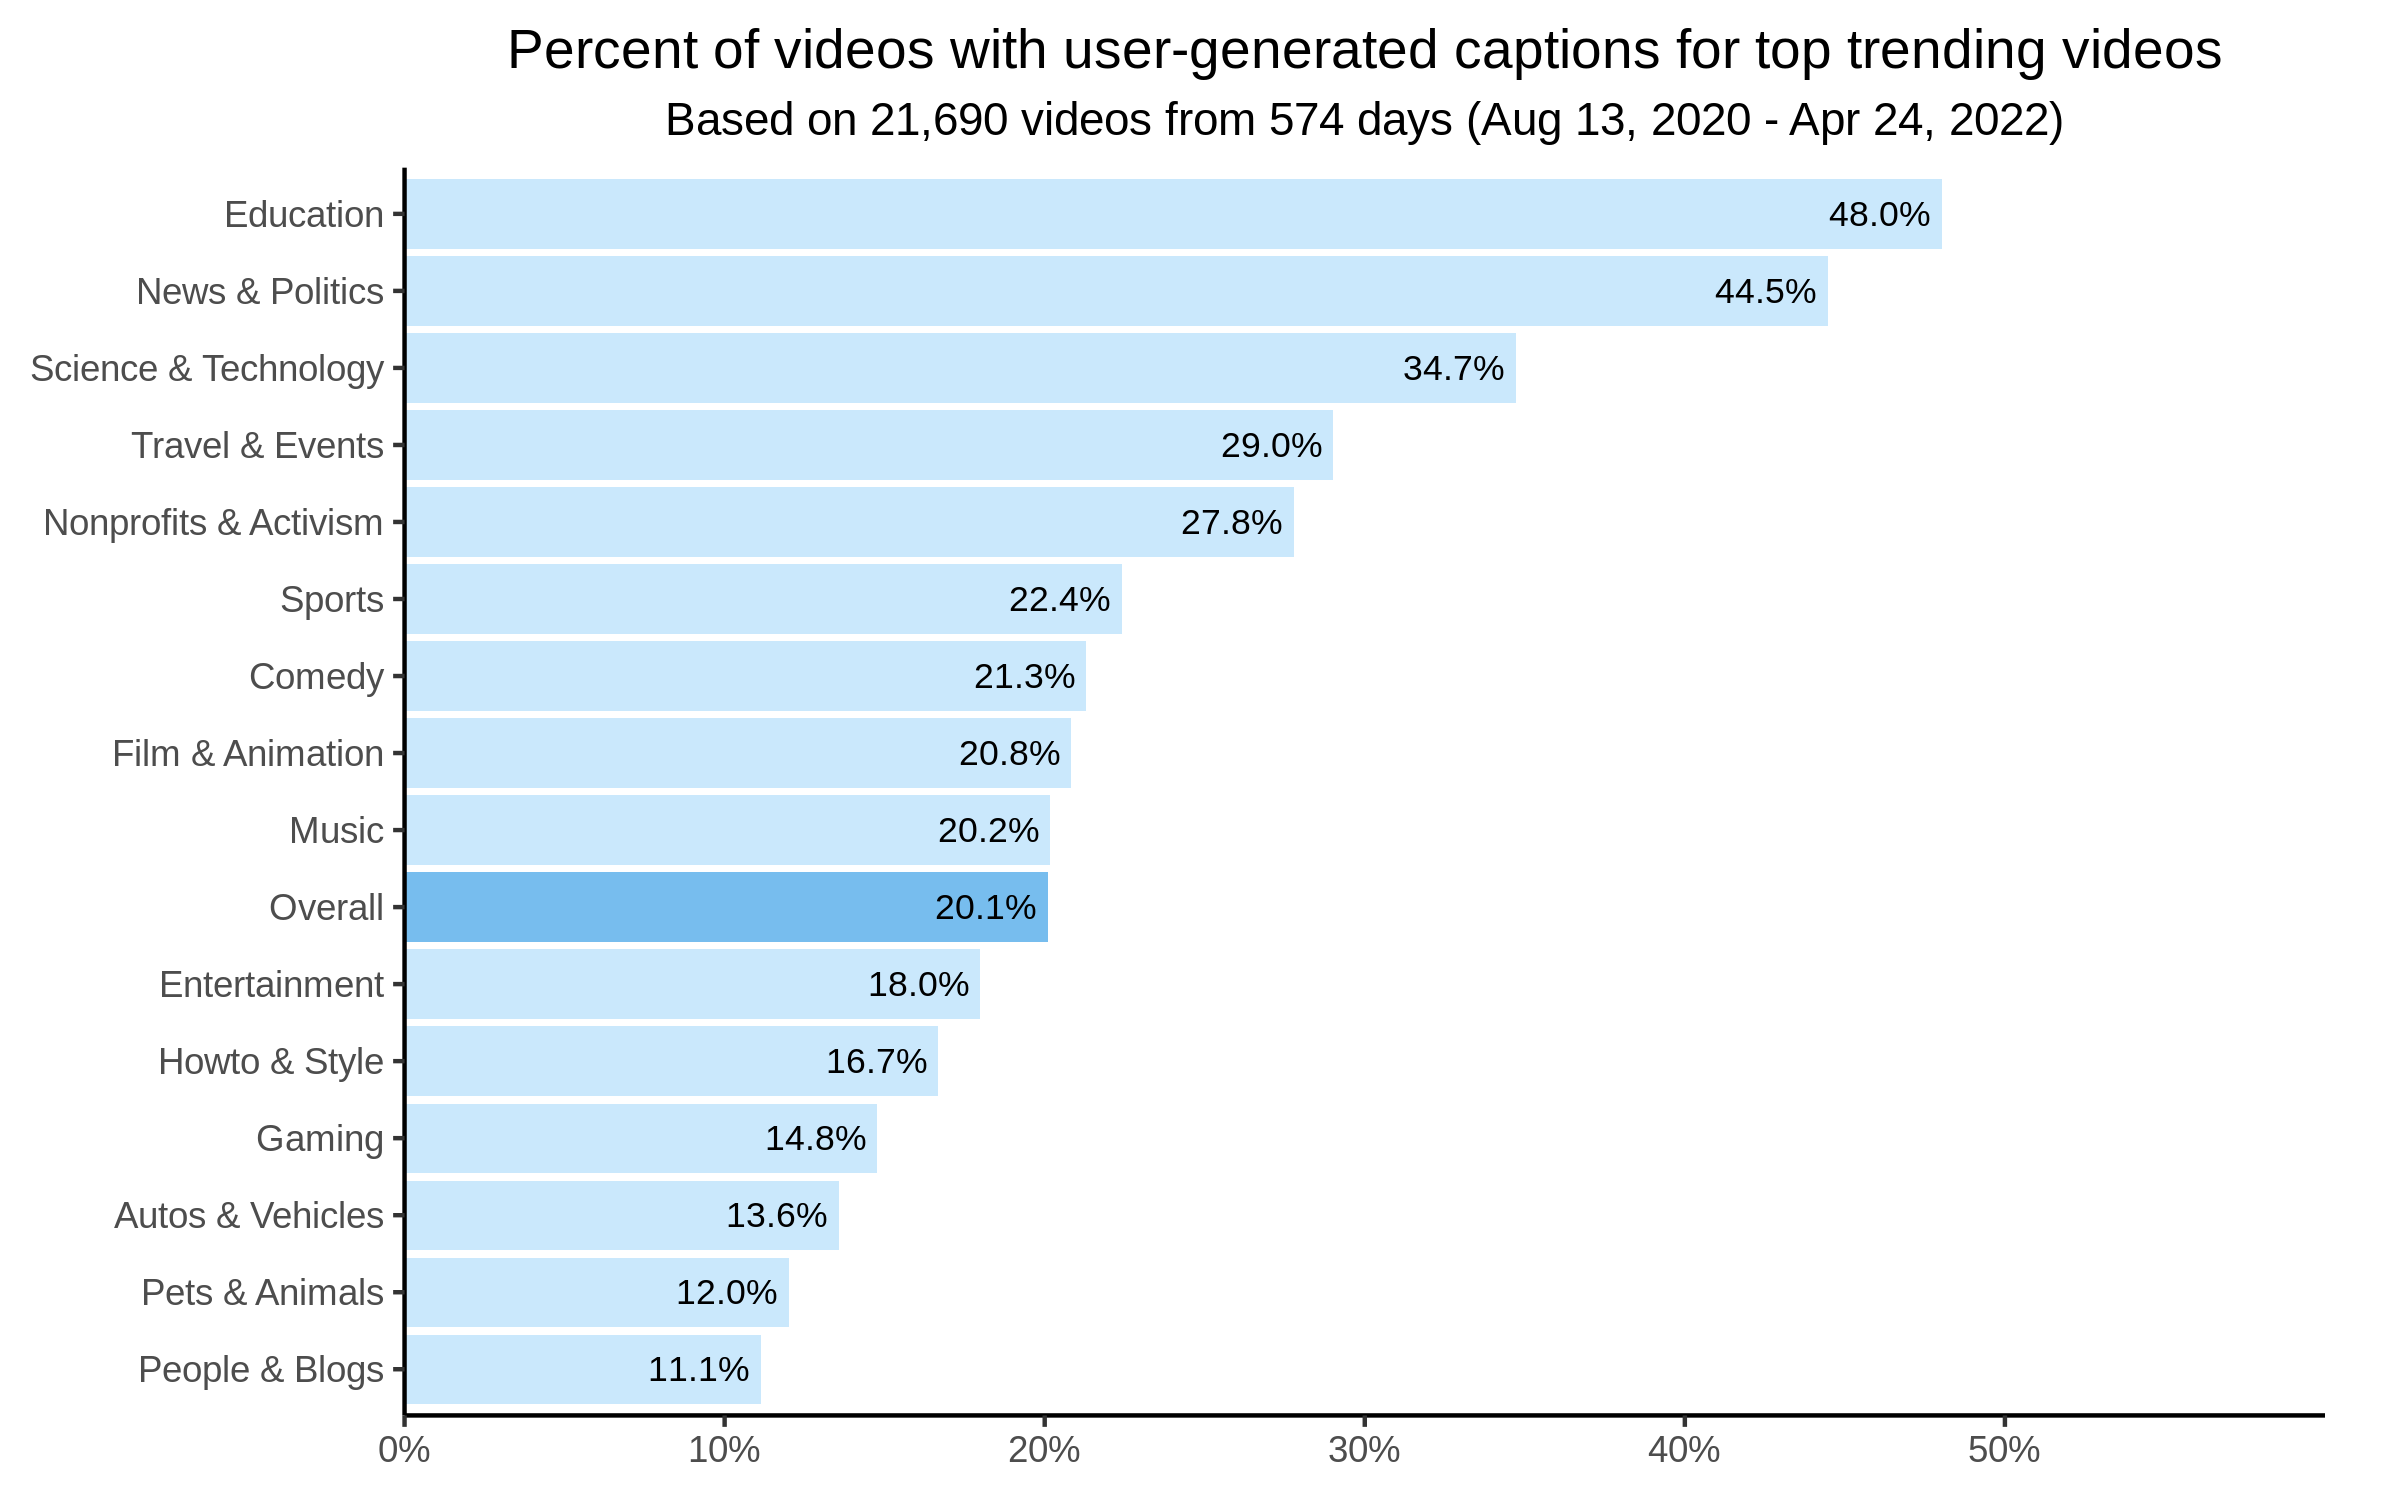 Percent of videos with user-generated captions for top trending videos
Based on 21,690 videos from 574 days (Aug 13, 2020 - Apr 24, 2022)
Education 48.0%
News & Politics 44.5%
Science & Technology 34.7%
Travel & Events 29.0%
Nonprofits & Activism 27.8%
Sports 22.4%
Comedy 21.3%
Film & Animation 20.8%
Music 20.2%
Overall 20.1%
Entertainment 18.0%
Howto & Style 16.7%
Gaming 14.8%
Autos & Vehicles 13.6%
Pets & Animals 12.0%
People & Blogs 11.1%
0% 10% 20% 30% 40% 50%